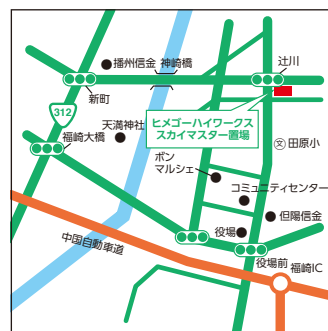 播州信金
神崎橋
辻川
新町
312
ヒメゴーハイワークス
スカイマスター置場
天満神社
福崎大橋
文
田原小
ボン
マルシェ
コミュニティセンター
但陽信金
役場
中国自動車道
役場前
福崎IC